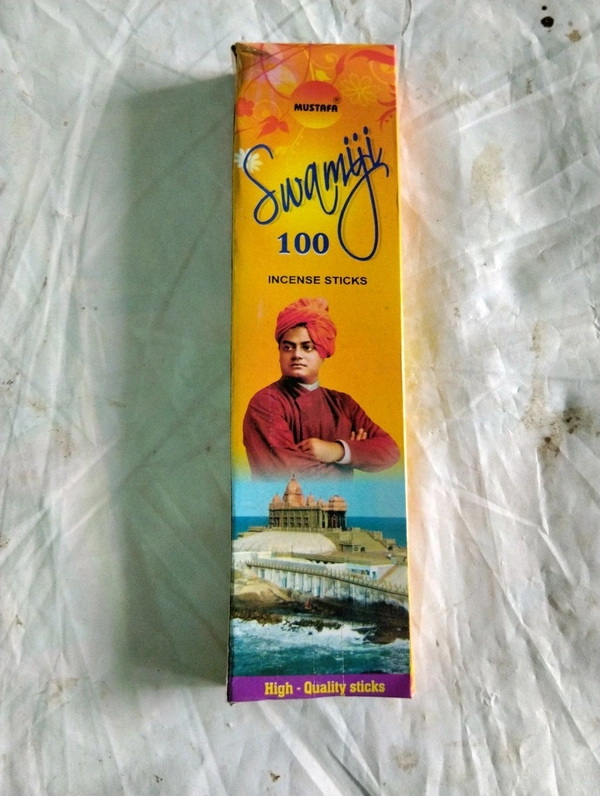 MUSTAFA
Swamiji
100
INCENSE STICKS
High - Quality sticks